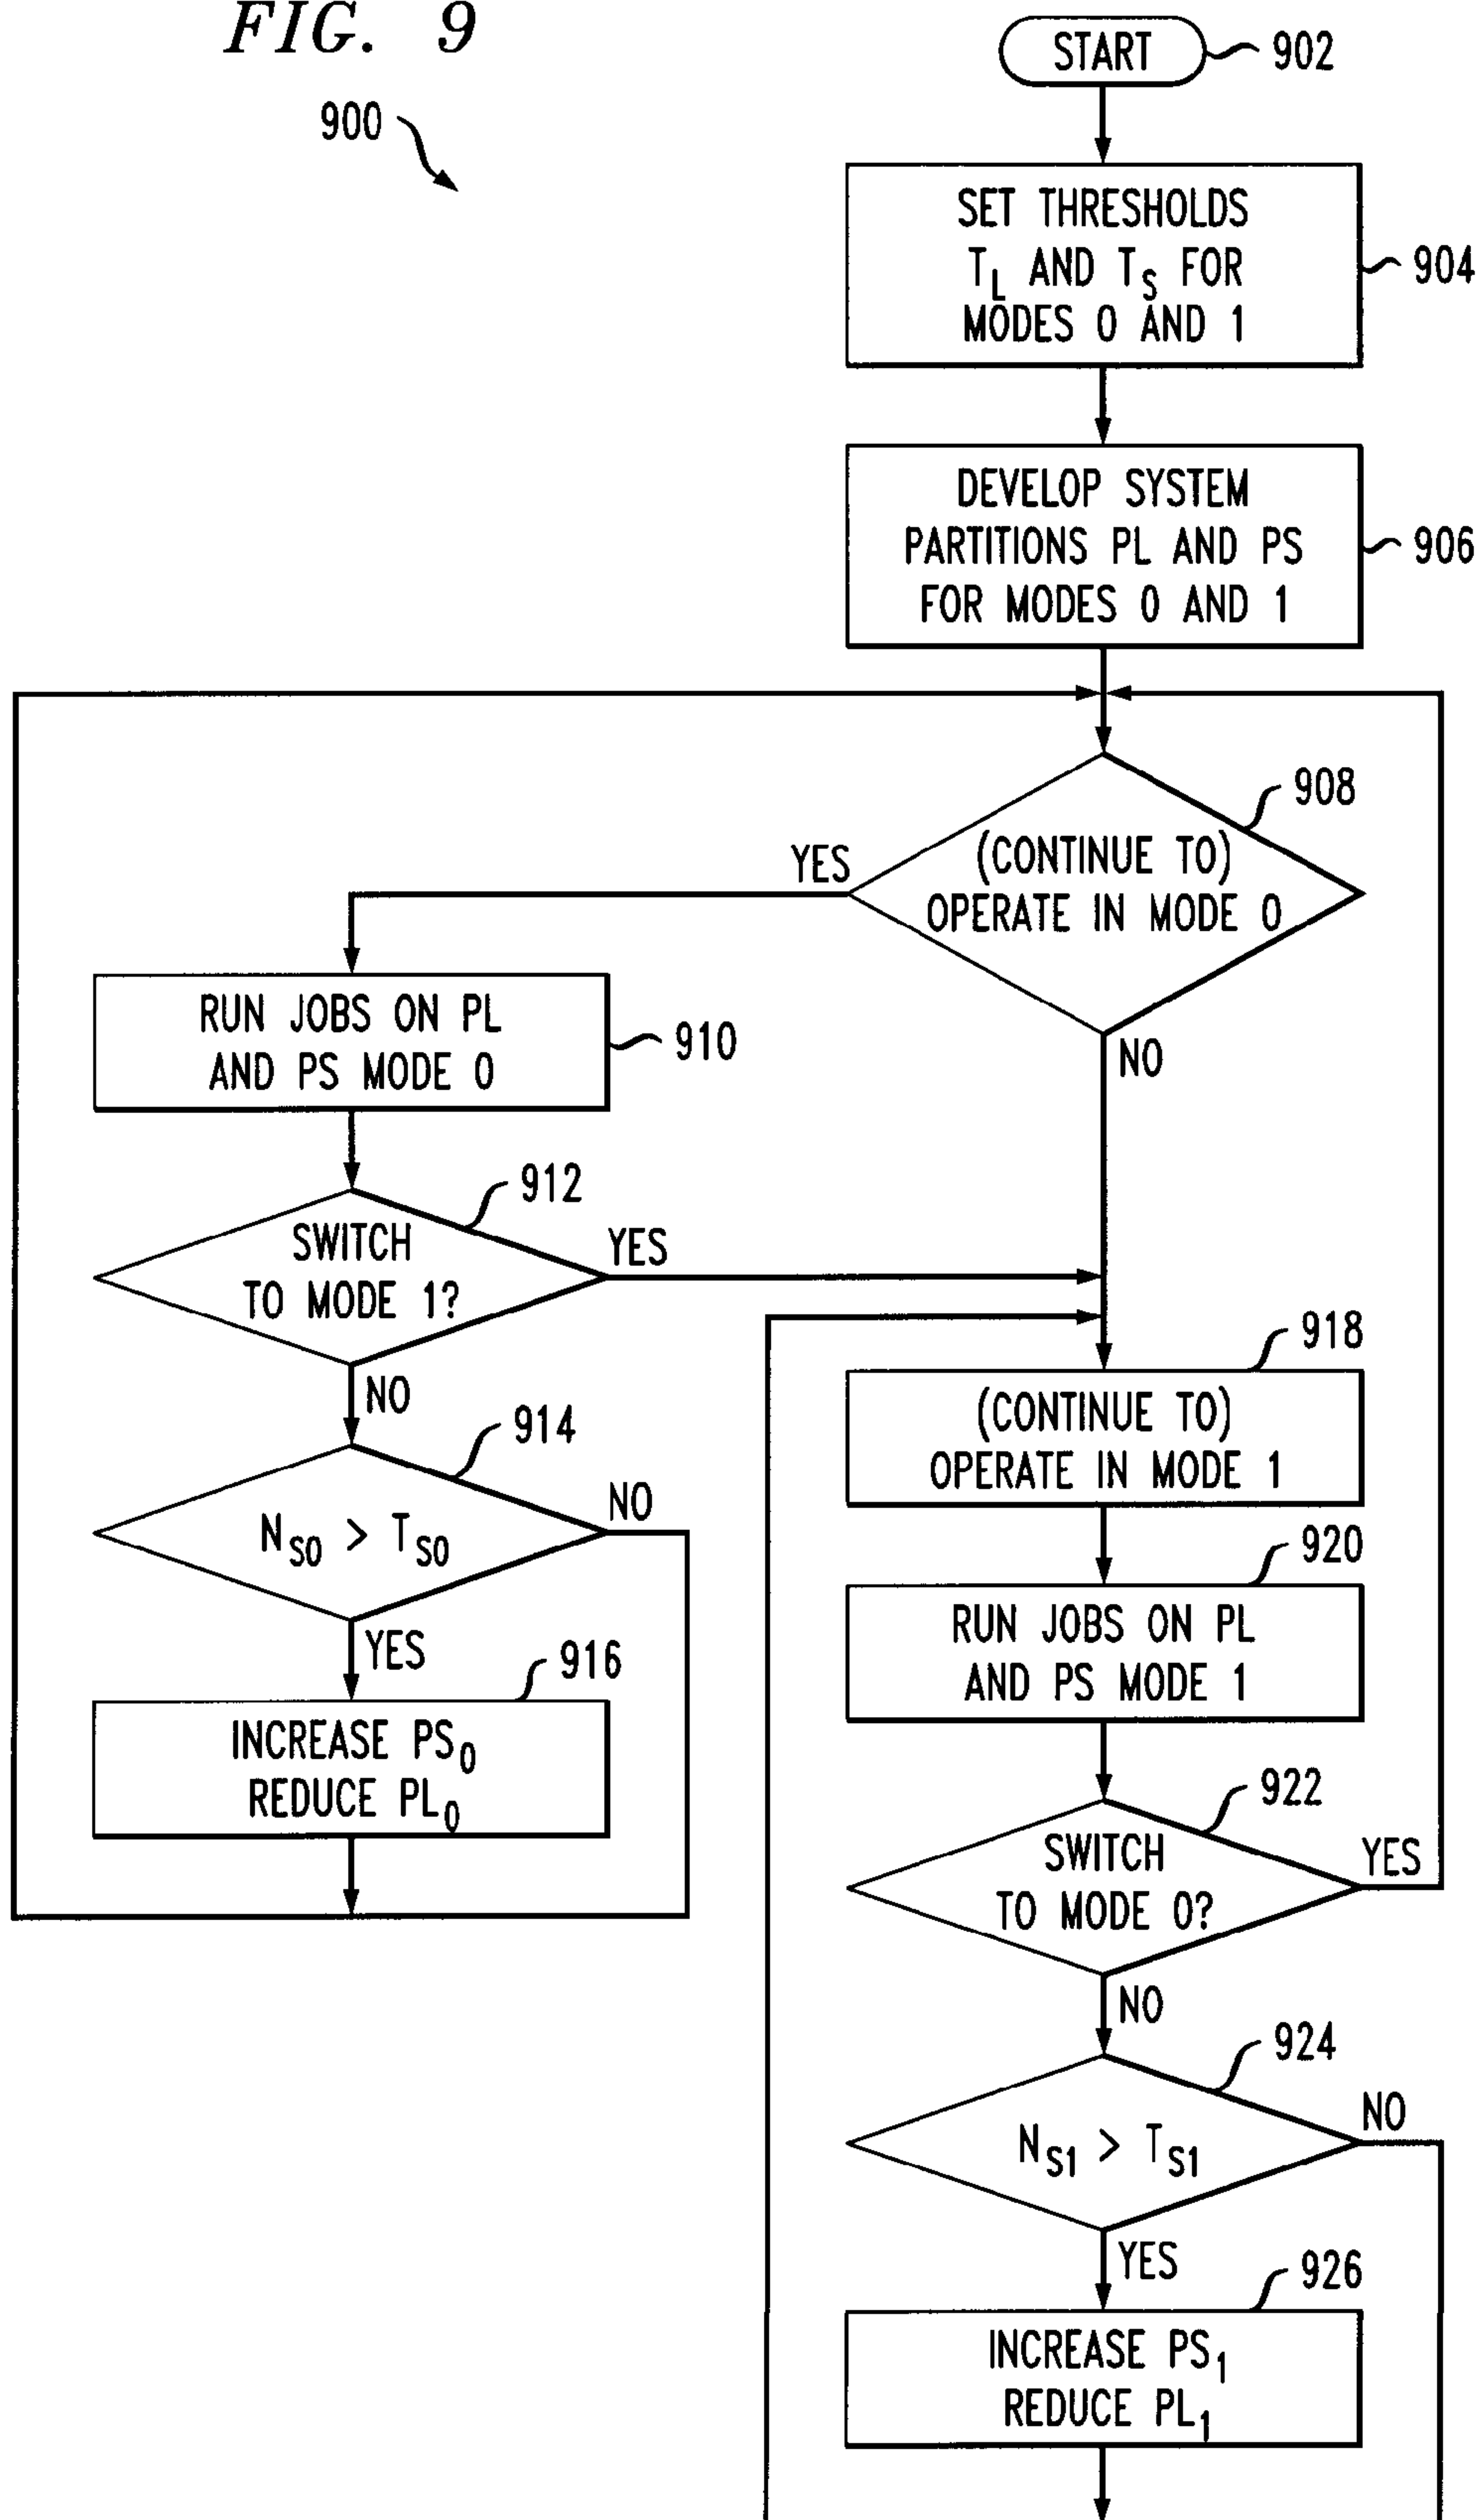 FIG. 9
900
START
902
SET THRESHOLDS
T_L AND T_S FOR
MODES 0 AND 1
904
DEVELOP SYSTEM
PARTITIONS PL AND PS
FOR MODES 0 AND 1
906
908
(CONTINUE TO)
OPERATE IN MODE 0
YES
NO
RUN JOBS ON PL
AND PS MODE 0
910
912
SWITCH
TO MODE 1?
YES
NO
914
N_S0 > T_S0
NO
YES
916
INCREASE PS_0
REDUCE PL_0
918
(CONTINUE TO)
OPERATE IN MODE 1
920
RUN JOBS ON PL
AND PS MODE 1
922
SWITCH
TO MODE 0?
YES
NO
924
N_S1 > T_S1
NO
YES
926
INCREASE PS_1
REDUCE PL_1